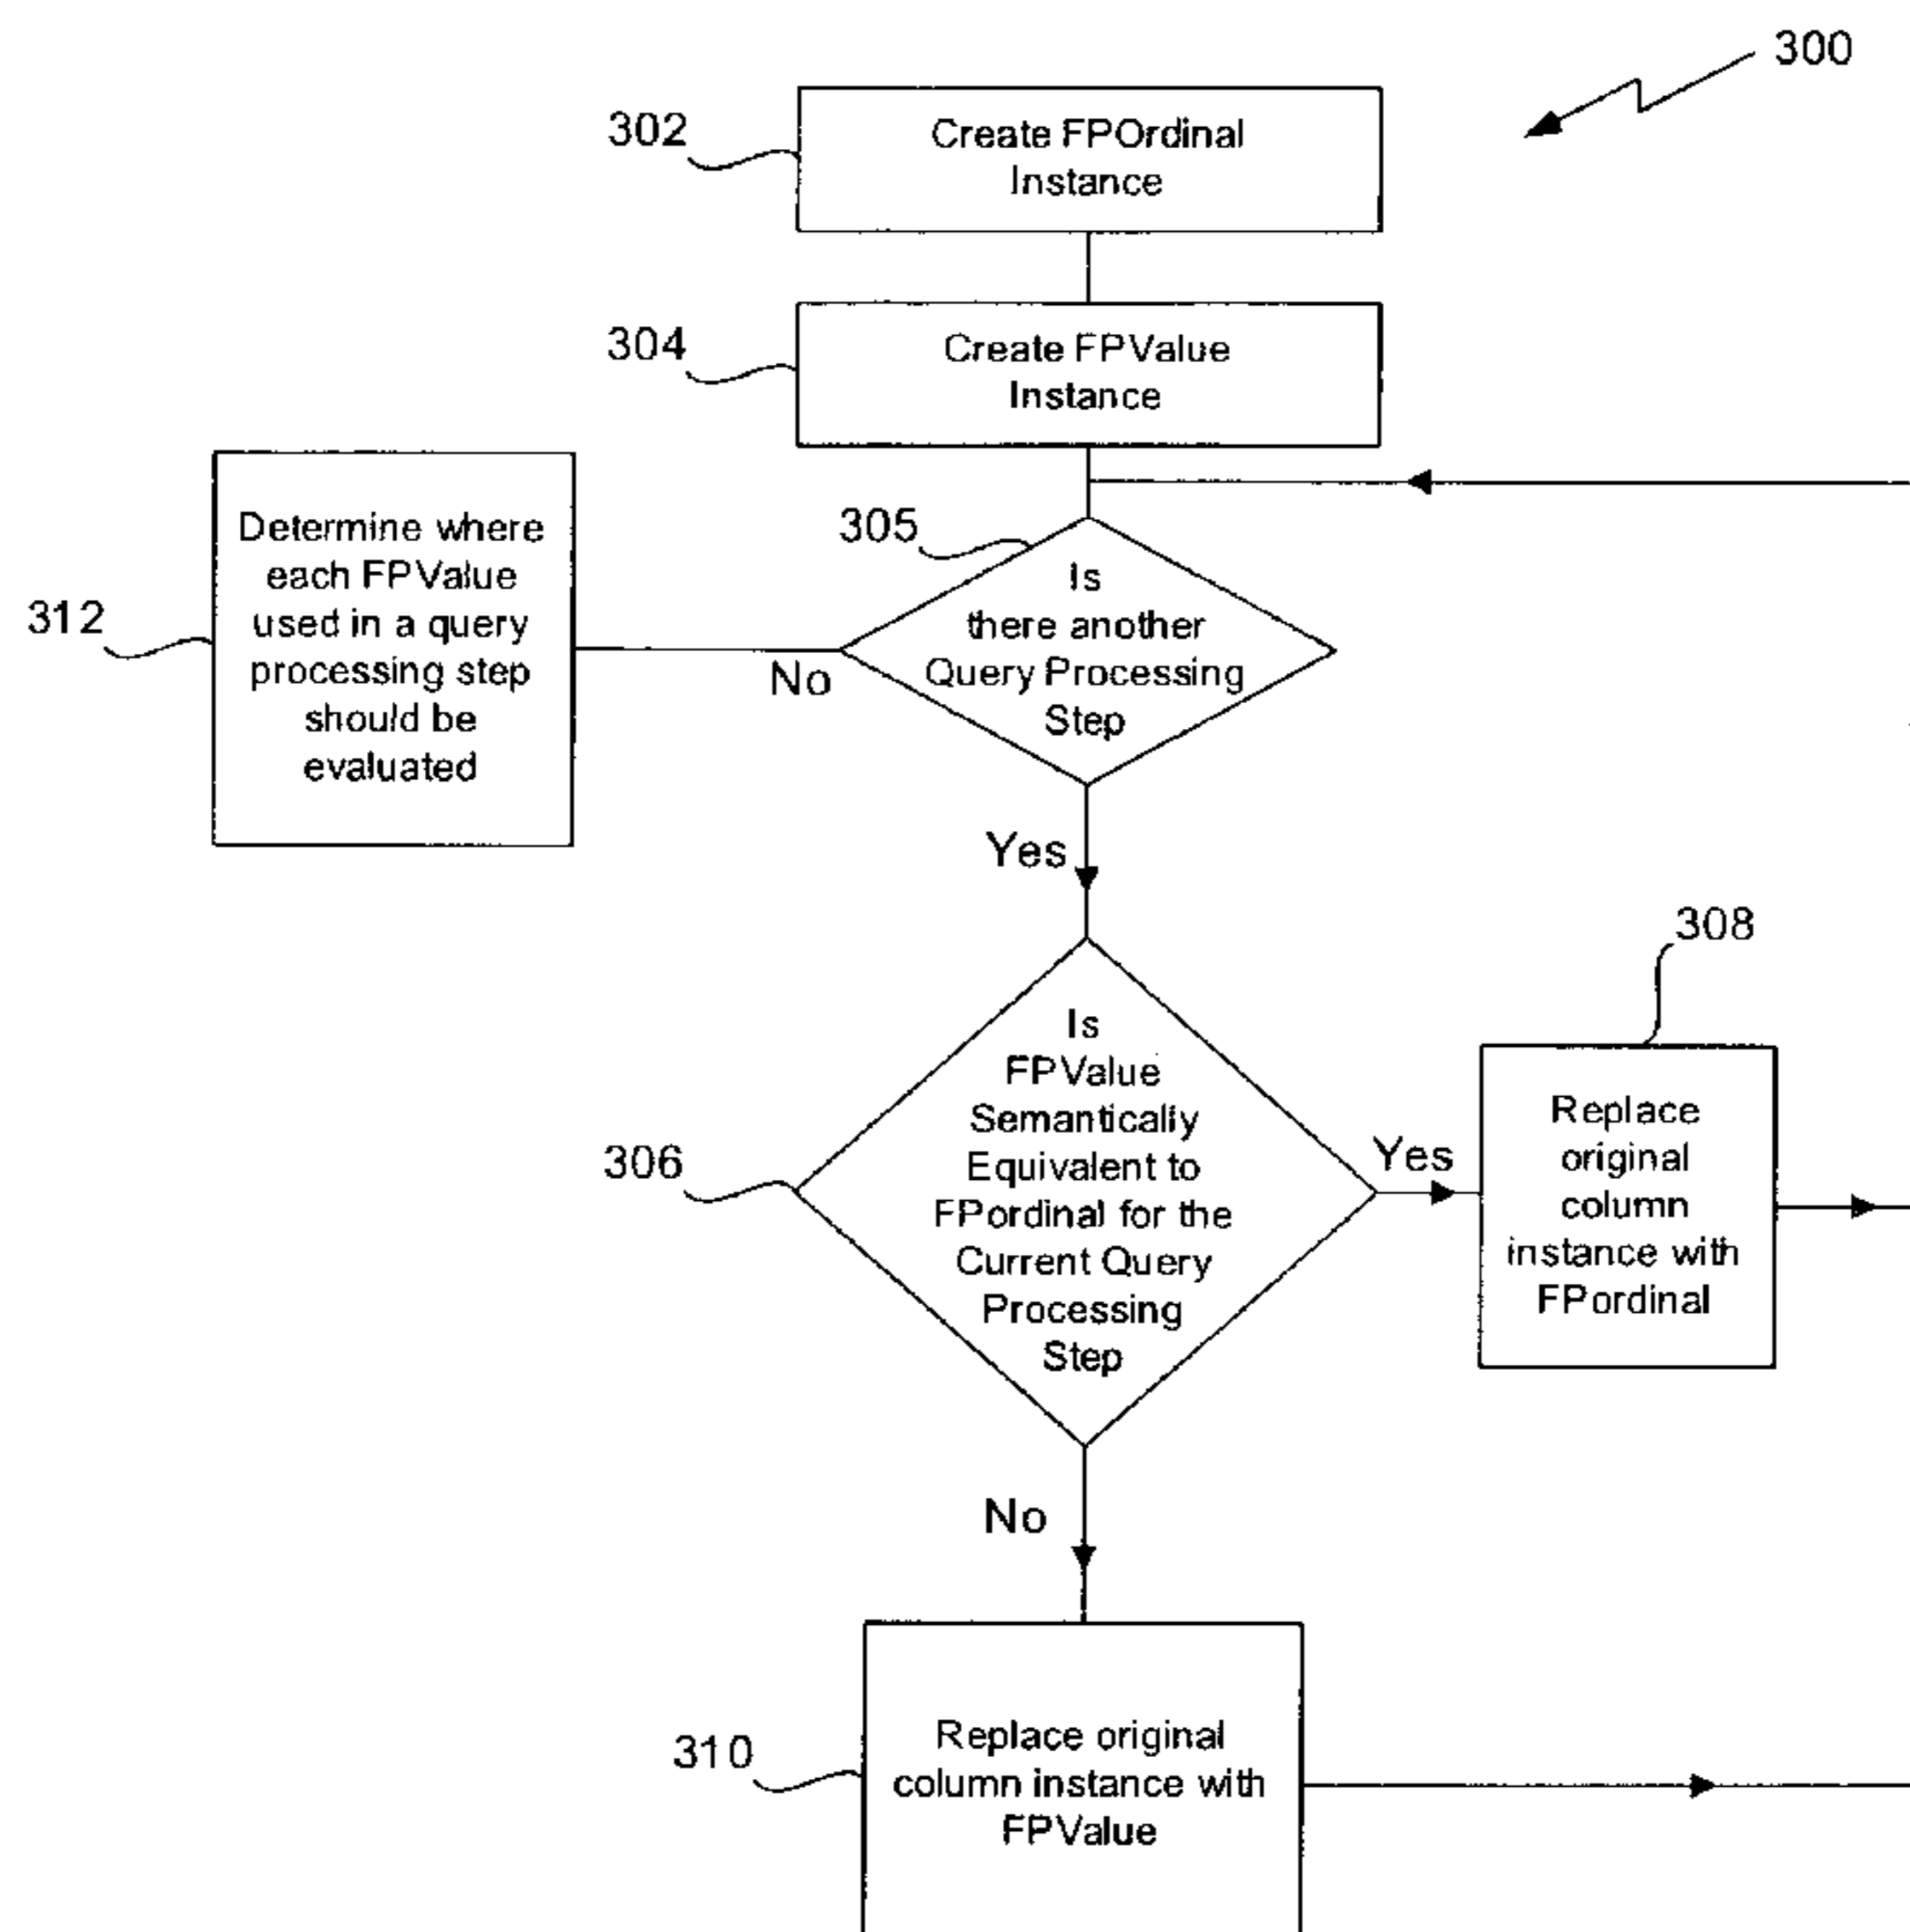 300
302
Create FPOrdinal
Instance
304
Create FPValue
Instance
305
Is
there another
Query Processing
Step
No
312
Determine where
each FPValue
used in a query
processing step
should be
evaluated
Yes
308
306
Is
FPValue
Semantically
Equivalent to
FPordinal for the
Current Query
Processing
Step
Yes
Replace
original
column
instance with
FPordinal
No
310
Replace original
column instance with
FPValue